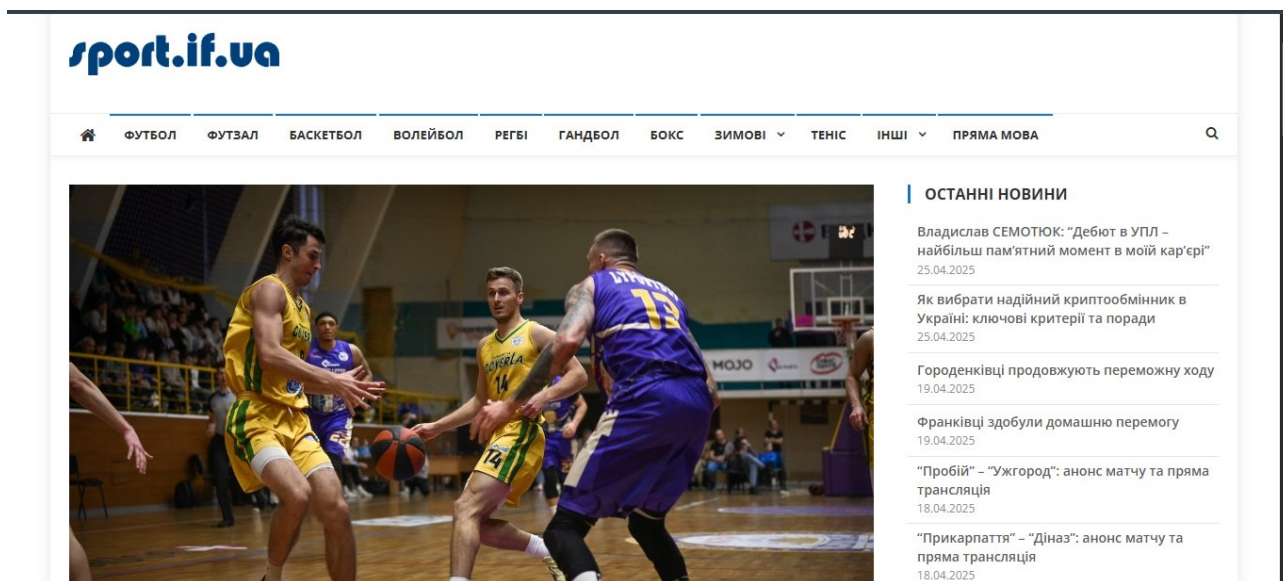 sport.if.ua
ФУТБОЛ ФУТЗАЛ БАСКЕТБОЛ ВОЛЕЙБОЛ РЕГБІ ГАНДБОЛ БОКС ЗИМОВІ ТЕНІС ІНШІ ПРЯМА МОВА
ОСТАННІ НОВИНИ
Владислав СЕМОТЮК: “Дебют в УПЛ –
найбільш пам’ятний момент в моїй кар’єрі”
25.04.2025
Як вибрати надійний криптообмінник в
Україні: ключові критерії та поради
25.04.2025
Городенківці продовжують переможну ходу
19.04.2025
Франківці здобули домашню перемогу
19.04.2025
“Пробій” – “Ужгород”: анонс матчу та пряма
трансляція
18.04.2025
“Прикарпаття” – “Діназ”: анонс матчу та
пряма трансляція
18.04.2025
13
14
14
MOJO